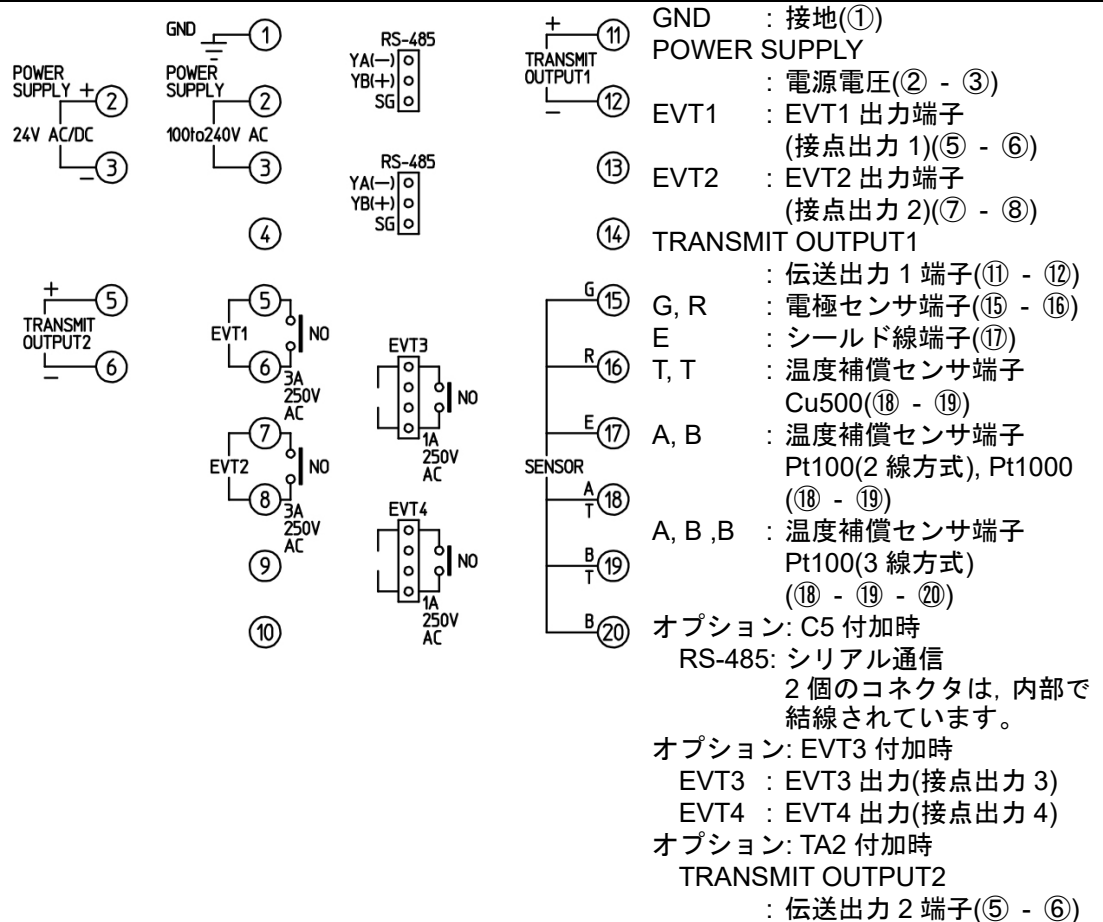 GND
①
POWER
SUPPLY +
②
24V AC/DC
−
③
POWER
SUPPLY
②
100to240V AC
③
④
+
⑤
TRANSMIT
OUTPUT2
⑥
−
⑤
EVT1
NO
⑥
3A
250V
AC
⑦
EVT2
NO
⑧
3A
250V
AC
⑨
⑩
RS-485
YA(−)
YB(+)
SG
RS-485
YA(−)
YB(+)
SG
EVT3
NO
1A
250V
AC
EVT4
NO
1A
250V
AC
+
⑪
TRANSMIT
OUTPUT1
⑫
−
⑬
⑭
G
⑮
R
⑯
E
⑰
SENSOR
A
T
⑱
B
T
⑲
B
⑳
GND : 接地(①)
POWER SUPPLY
: 電源電圧(② - ③)
EVT1 : EVT1 出力端子
(接点出力 1)(⑤ - ⑥)
EVT2 : EVT2 出力端子
(接点出力 2)(⑦ - ⑧)
TRANSMIT OUTPUT1
: 伝送出力 1 端子(⑪ - ⑫)
G, R : 電極センサ端子(⑮ - ⑯)
E : シールド線端子(⑰)
T, T : 温度補償センサ端子
Cu500(⑱ - ⑲)
A, B : 温度補償センサ端子
Pt100(2 線方式), Pt1000
(⑱ - ⑲)
A, B ,B : 温度補償センサ端子
Pt100(3 線方式)
(⑱ - ⑲ - ⑳)
オプション: C5 付加時
RS-485: シリアル通信
2 個のコネクタは, 内部で
結線されています。
オプション: EVT3 付加時
EVT3 : EVT3 出力(接点出力 3)
EVT4 : EVT4 出力(接点出力 4)
オプション: TA2 付加時
TRANSMIT OUTPUT2
: 伝送出力 2 端子(⑤ - ⑥)